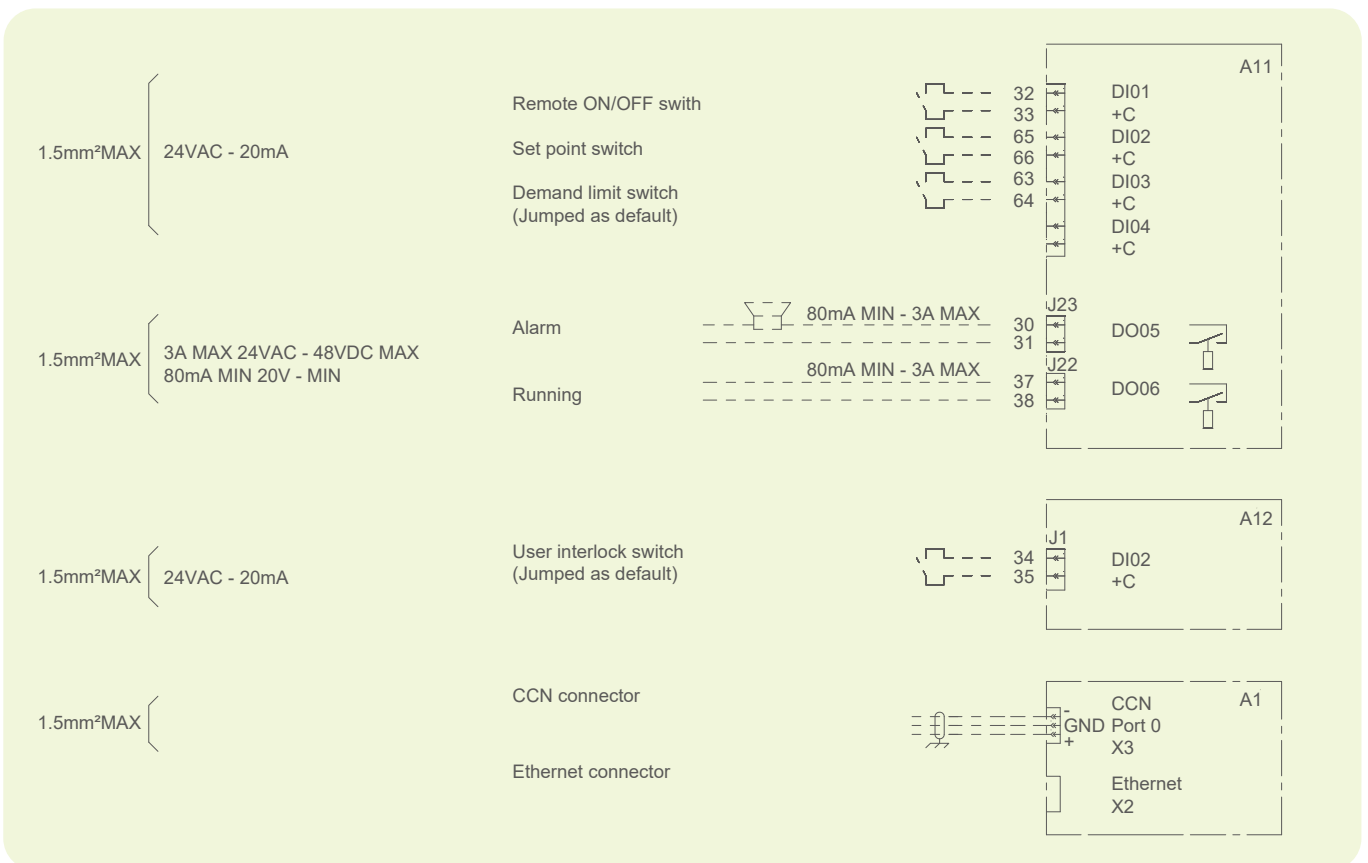 A11
1.5mm²MAX
24VAC - 20mA
Remote ON/OFF swith
Set point switch
Demand limit switch
(Jumped as default)
32 DI01
33 +C
65 DI02
66 +C
63 DI03
64 +C
DI04
+C
1.5mm²MAX
3A MAX 24VAC - 48VDC MAX
80mA MIN 20V - MIN
Alarm
80mA MIN - 3A MAX
J23
30
31
DO05
Running
80mA MIN - 3A MAX
J22
37
38
DO06
A12
1.5mm²MAX
24VAC - 20mA
User interlock switch
(Jumped as default)
J1
34 DI02
35 +C
A1
1.5mm²MAX
CCN connector
- CCN
GND Port 0
+ X3
Ethernet connector
Ethernet
X2